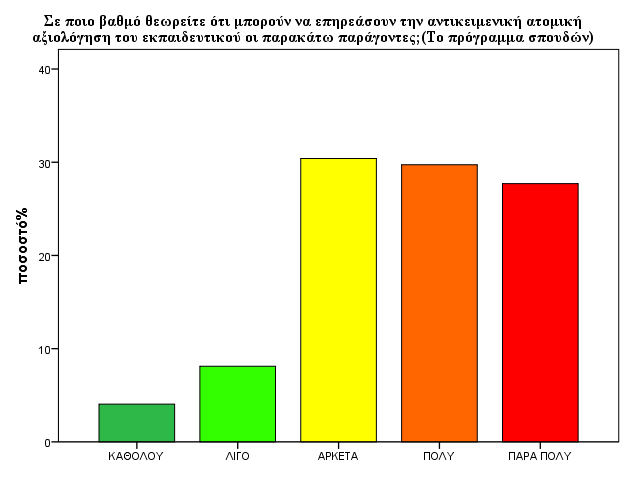 Σε ποιο βαθμό θεωρείτε ότι μπορούν να επηρεάσουν την αντικειμενική ατομική
αξιολόγηση του εκπαιδευτικού οι παρακάτω παράγοντες;(Το πρόγραμμα σπουδών)
40
30
20
10
0
ποσοστό%
ΚΑΘΟΛΟΥ
ΛΙΓΟ
ΑΡΚΕΤΑ
ΠΟΛΥ
ΠΑΡΑ ΠΟΛΥ